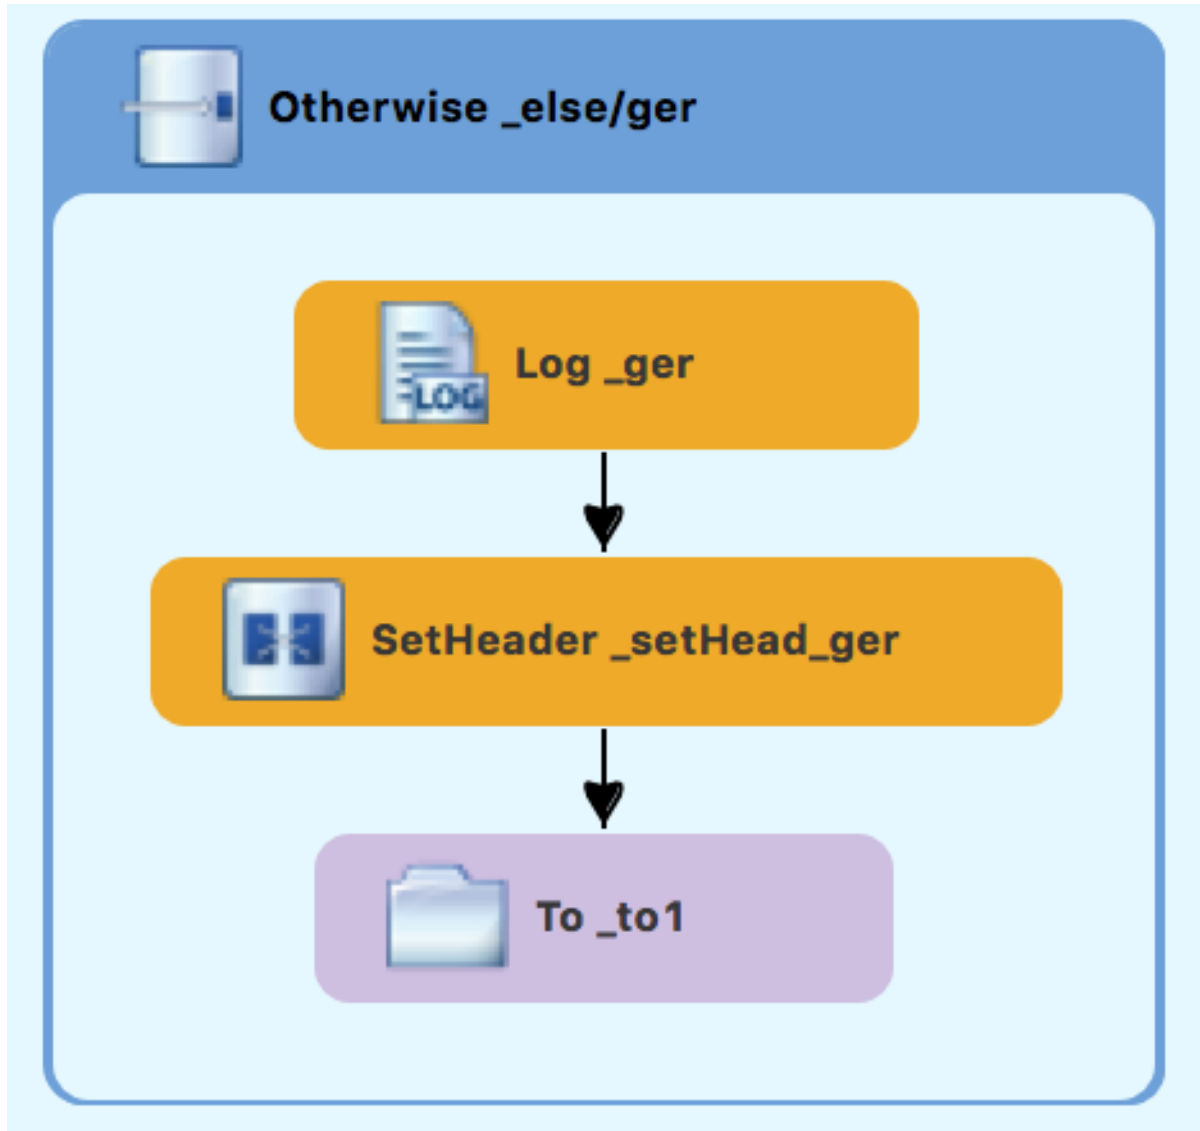 Otherwise _else/ger
Log _ger
LOG
SetHeader _setHead_ger
To _to1